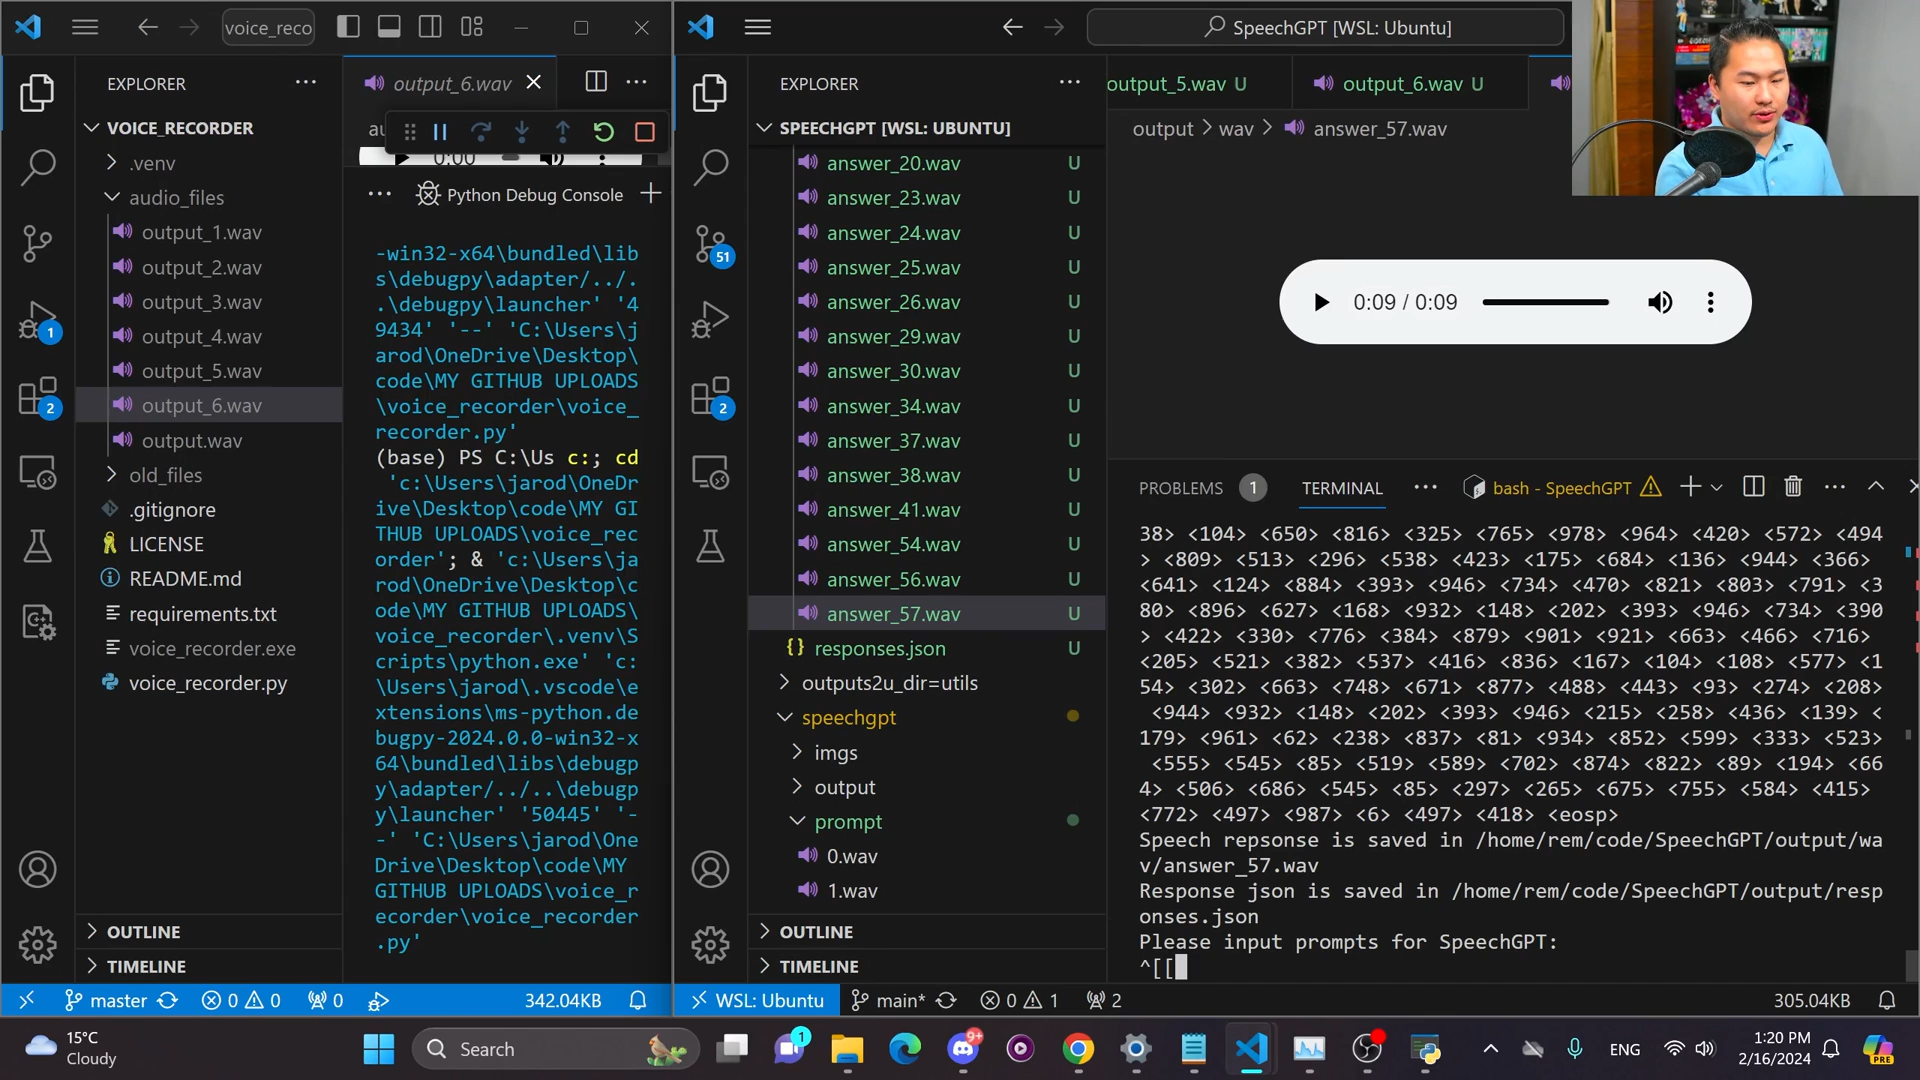 voice_reco
EXPLORER
VOICE_RECORDER
.venv
audio_files
output_1.wav
output_2.wav
output_3.wav
output_4.wav
output_5.wav
output_6.wav
output.wav
old_files
.gitignore
LICENSE
README.md
requirements.txt
voice_recorder.exe
voice_recorder.py
OUTLINE
TIMELINE
1
2
output_6.wav
au
0:00
Python Debug Console
-win32-x64\bundled\lib
s\debugpy\adapter/../.
.\debugpy\launcher' '4
9434' '--' 'C:\Users\j
arod\OneDrive\Desktop\
code\MY GITHUB UPLOADS
\voice_recorder\voice_
recorder.py'
(base) PS C:\Us c:; cd
'c:\Users\jarod\OneDr
ive\Desktop\code\MY GI
THUB UPLOADS\voice_rec
order'; & 'c:\Users\ja
rod\OneDrive\Desktop\c
ode\MY GITHUB UPLOADS\
voice_recorder\.venv\S
cripts\python.exe' 'c:
\Users\jarod\.vscode\e
xtensions\ms-python.de
bugpy-2024.0.0-win32-x
64\bundled\libs\debugp
y\adapter/../..\debugp
y\launcher' '50445' '-
-' 'C:\Users\jarod\One
Drive\Desktop\code\MY
GITHUB UPLOADS\voice_r
ecorder\voice_recorder
.py'
master
0 0
0
342.04KB
SpeechGPT [WSL: Ubuntu]
EXPLORER
SPEECHGPT [WSL: UBUNTU]
answer_20.wav U
answer_23.wav U
answer_24.wav U
answer_25.wav U
answer_26.wav U
answer_29.wav U
answer_30.wav U
answer_34.wav U
answer_37.wav U
answer_38.wav U
answer_41.wav U
answer_54.wav U
answer_56.wav U
answer_57.wav U
{} responses.json U
outputs2u_dir=utils
speechgpt
imgs
output
prompt
0.wav
1.wav
OUTLINE
TIMELINE
51
2
output_5.wav U
output_6.wav U
output > wav > answer_57.wav
0:09 / 0:09
PROBLEMS 1 TERMINAL bash - SpeechGPT
38> <104> <650> <816> <325> <765> <978> <964> <420> <572> <494
> <809> <513> <296> <538> <423> <175> <684> <136> <944> <366>
<641> <124> <884> <393> <946> <734> <470> <821> <803> <791> <3
80> <896> <627> <168> <932> <148> <202> <393> <946> <734> <390
> <422> <330> <776> <384> <879> <901> <921> <663> <466> <716>
<205> <521> <382> <537> <416> <836> <167> <104> <108> <577> <1
54> <302> <663> <748> <671> <877> <488> <443> <93> <274> <208>
<944> <932> <148> <202> <393> <946> <215> <258> <436> <139> <
179> <961> <62> <238> <837> <81> <934> <852> <599> <333> <523>
<555> <545> <85> <519> <589> <702> <874> <822> <89> <194> <66
4> <506> <686> <545> <85> <297> <265> <675> <755> <584> <415>
<772> <497> <987> <6> <497> <418> <eosp>
Speech repsonse is saved in /home/rem/code/SpeechGPT/output/wa
v/answer_57.wav
Response json is saved in /home/rem/code/SpeechGPT/output/resp
onses.json
Please input prompts for SpeechGPT:
^[[
WSL: Ubuntu
main*
0 1
2
305.04KB
15°C
Cloudy
Search
1
9+
ENG
1:20 PM
2/16/2024
PRE